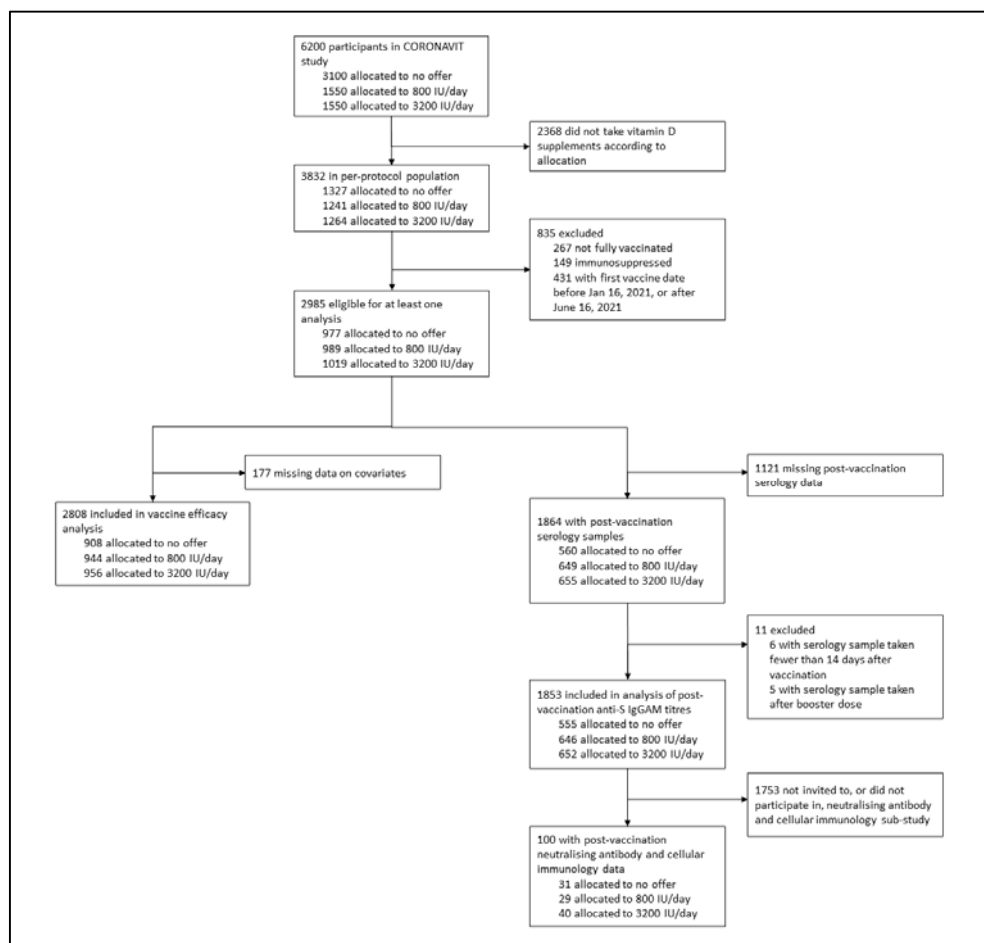 6200 participants in CORONAVIT
study
3100 allocated to no offer
1550 allocated to 800 IU/day
1550 allocated to 3200 IU/day
2368 did not take vitamin D
supplements according to
allocation
3832 in per-protocol population
1327 allocated to no offer
1241 allocated to 800 IU/day
1264 allocated to 3200 IU/day
835 excluded
267 not fully vaccinated
149 immunosuppressed
431 with first vaccine date
before Jan 16, 2021, or after
June 16, 2021
2985 eligible for at least one
analysis
977 allocated to no offer
989 allocated to 800 IU/day
1019 allocated to 3200 IU/day
177 missing data on covariates
2808 included in vaccine efficacy
analysis
908 allocated to no offer
944 allocated to 800 IU/day
956 allocated to 3200 IU/day
1121 missing post-vaccination
serology data
1864 with post-vaccination
serology samples
560 allocated to no offer
649 allocated to 800 IU/day
655 allocated to 3200 IU/day
11 excluded
6 with serology sample taken
fewer than 14 days after
vaccination
5 with serology sample taken
after booster dose
1853 included in analysis of post-
vaccination anti-S IgGAM titres
555 allocated to no offer
646 allocated to 800 IU/day
652 allocated to 3200 IU/day
1753 not invited to, or did not
participate in, neutralising antibody
and cellular immunology sub-study
100 with post-vaccination
neutralising antibody and cellular
immunology data
31 allocated to no offer
29 allocated to 800 IU/day
40 allocated to 3200 IU/day